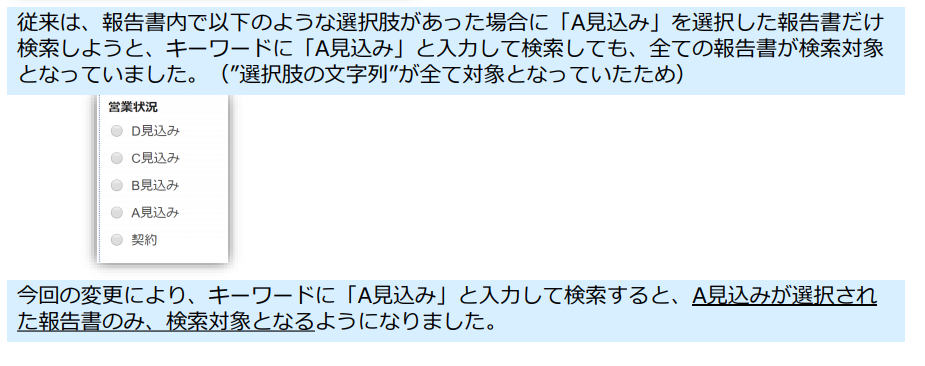 従来は、報告書内で以下のような選択肢があった場合に「A見込み」を選択した報告書だけ
検索しようと、キーワードに「A見込み」と入力して検索しても、全ての報告書が検索対象
となっていました。（”選択肢の文字列”が全て対象となっていたため）
営業状況
D見込み
C見込み
B見込み
A見込み
契約
今回の変更により、キーワードに「A見込み」と入力して検索すると、A見込みが選択され
た報告書のみ、検索対象となるようになりました。